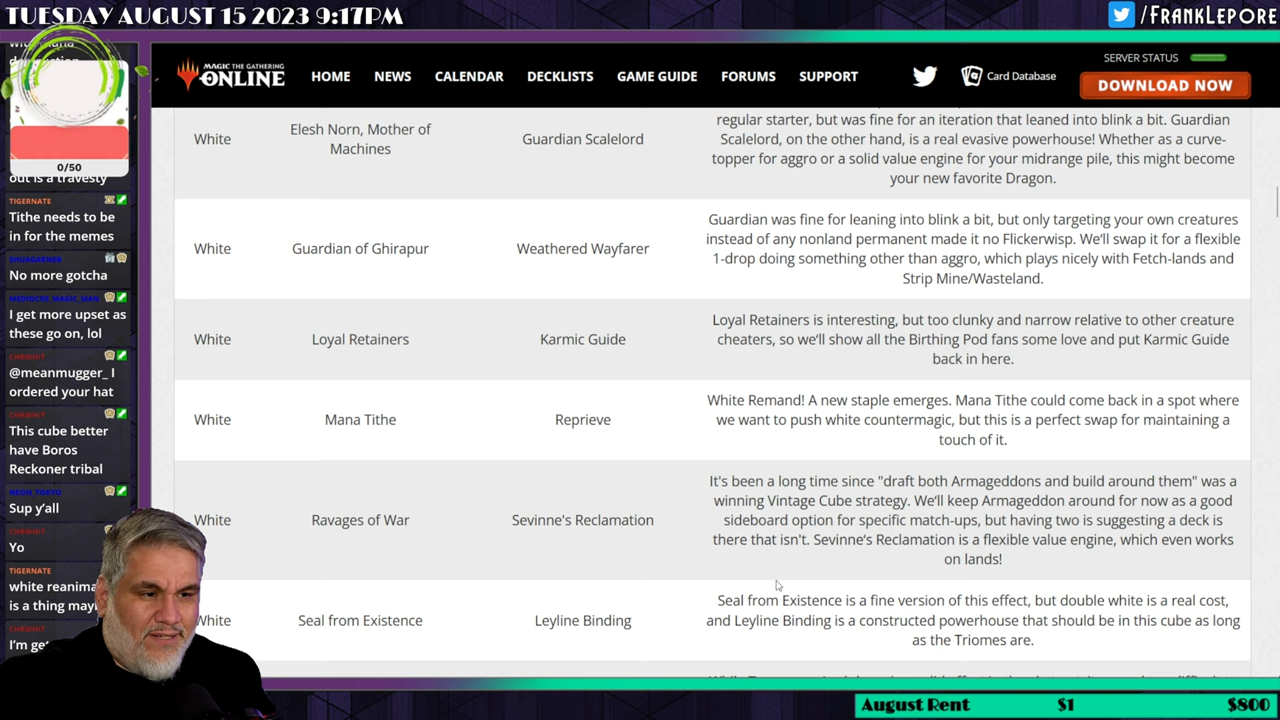 TUESDAY AUGUST 15 2023 9:17PM
/FRANKLEPORE
0/50
out is a travesty
TIGERNATE
Tithe needs to be
in for the memes
SHUAGARNER
No more gotcha
MEDIOCRE_MAGIC_MAN
I get more upset as
these go on, lol
CHRWHIT
@meanmugger_ I
ordered your hat
CHRWHIT
This cube better
have Boros
Reckoner tribal
NEON_TOKYO
Sup y'all
CHRWHIT
Yo
TIGERNATE
white reanima
is a thing may
CHRWHIT
I'm ge
MAGIC THE GATHERING
ONLINE
HOME
NEWS
CALENDAR
DECKLISTS
GAME GUIDE
FORUMS
SUPPORT
Card Database
SERVER STATUS
DOWNLOAD NOW
White
Elesh Norn, Mother of
Machines
Guardian Scalelord
regular starter, but was fine for an iteration that leaned into blink a bit. Guardian
Scalelord, on the other hand, is a real evasive powerhouse! Whether as a curve-
topper for aggro or a solid value engine for your midrange pile, this might become
your new favorite Dragon.
White
Guardian of Ghirapur
Weathered Wayfarer
Guardian was fine for leaning into blink a bit, but only targeting your own creatures
instead of any nonland permanent made it no Flickerwisp. We'll swap it for a flexible
1-drop doing something other than aggro, which plays nicely with Fetch-lands and
Strip Mine/Wasteland.
White
Loyal Retainers
Karmic Guide
Loyal Retainers is interesting, but too clunky and narrow relative to other creature
cheaters, so we'll show all the Birthing Pod fans some love and put Karmic Guide
back in here.
White
Mana Tithe
Reprieve
White Remand! A new staple emerges. Mana Tithe could come back in a spot where
we want to push white countermagic, but this is a perfect swap for maintaining a
touch of it.
White
Ravages of War
Sevinne's Reclamation
It's been a long time since "draft both Armageddons and build around them" was a
winning Vintage Cube strategy. We'll keep Armageddon around for now as a good
sideboard option for specific match-ups, but having two is suggesting a deck is
there that isn't. Sevinne's Reclamation is a flexible value engine, which even works
on lands!
White
Seal from Existence
Leyline Binding
Seal from Existence is a fine version of this effect, but double white is a real cost,
and Leyline Binding is a constructed powerhouse that should be in this cube as long
as the Triomes are.
August Rent
$1
$800